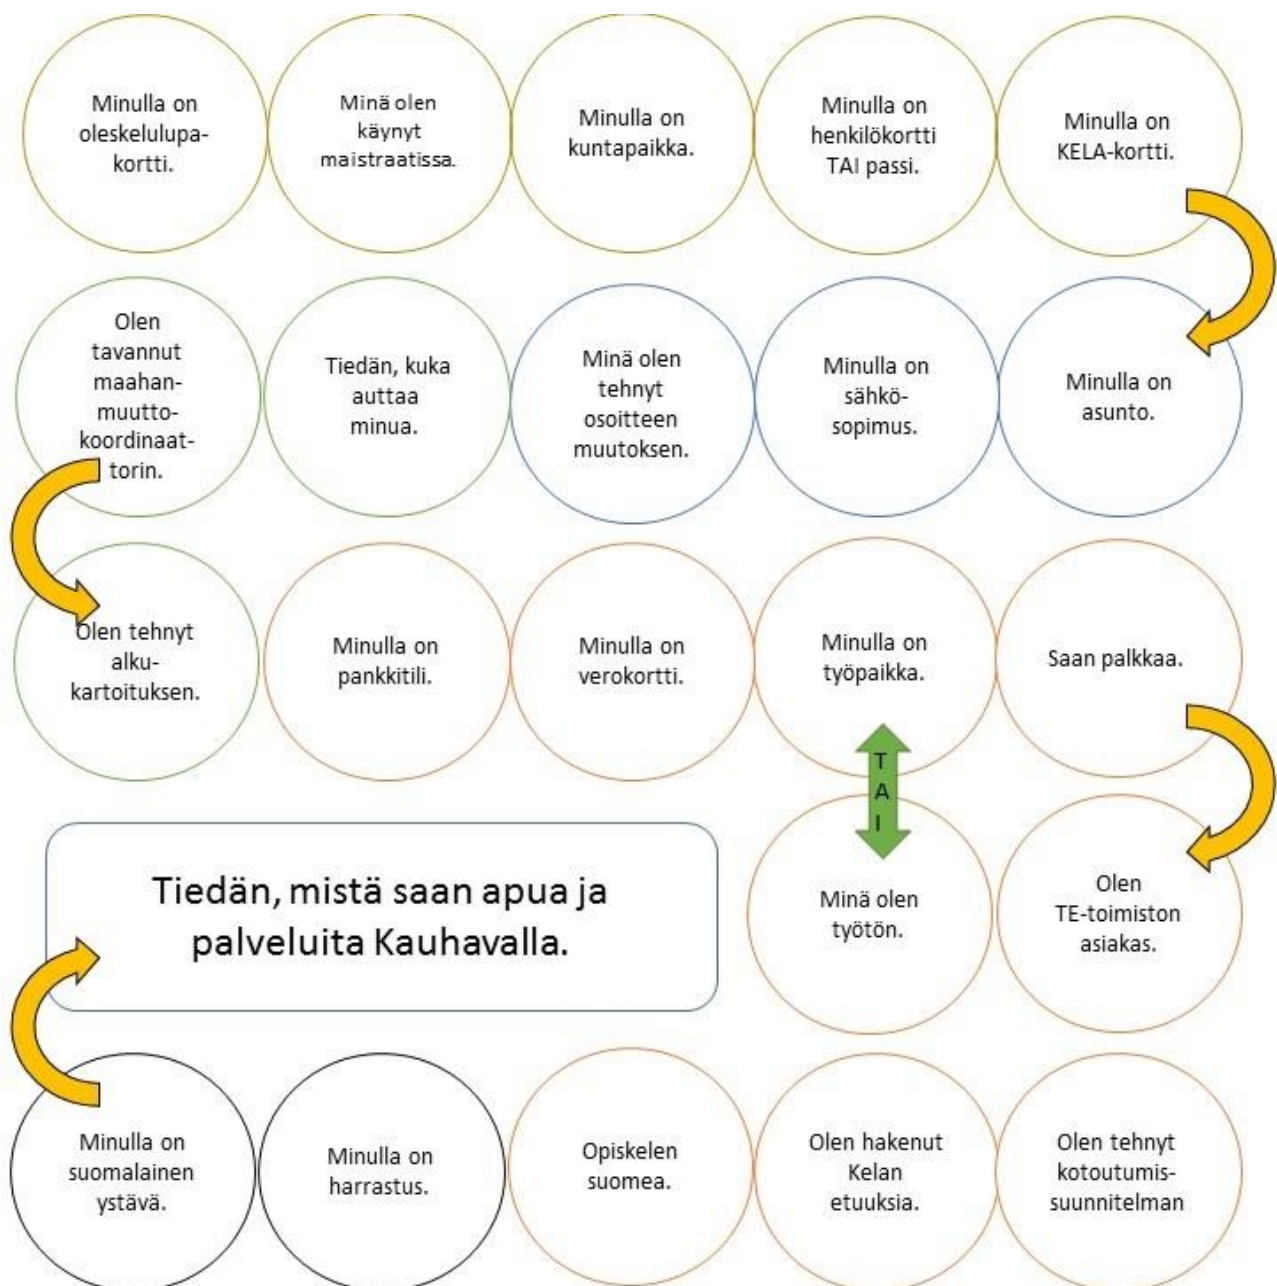 Minulla on
oleskelulupa-
kortti.
Minä olen
käynyt
maistraatissa.
Minulla on
kuntapaikka.
Minulla on
henkilökortti
TAI passi.
Minulla on
KELA-kortti.
Olen
tavannut
maahan-
muutto-
koordinaat-
torin.
Tiedän, kuka
auttaa
minua.
Minä olen
tehnyt
osoitteen
muutoksen.
Minulla on
sähkö-
sopimus.
Minulla on
asunto.
Olen tehnyt
alku-
kartoituksen.
Minulla on
pankkitili.
Minulla on
verokortti.
Minulla on
työpaikka.
Saan palkkaa.
T
A
I
Tiedän, mistä saan apua ja
palveluita Kauhavalla.
Minä olen
työtön.
Olen
TE-toimiston
asiakas.
Minulla on
suomalainen
ystävä.
Minulla on
harrastus.
Opiskelen
suomea.
Olen hakenut
Kelan
etuuksia.
Olen tehnyt
kotoutumis-
suunnitelman